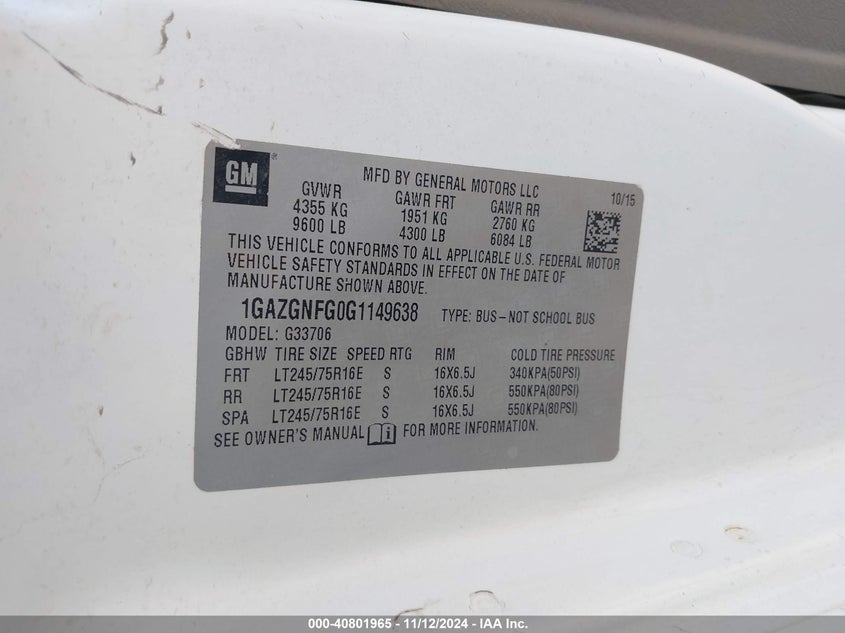 GM®
MFD BY GENERAL MOTORS LLC
10/15
GVWR GAWR FRT GAWR RR
4355 KG 1951 KG 2760 KG
9600 LB 4300 LB 6084 LB
THIS VEHICLE CONFORMS TO ALL APPLICABLE U.S. FEDERAL MOTOR
VEHICLE SAFETY STANDARDS IN EFFECT ON THE DATE OF
MANUFACTURE SHOWN ABOVE.
1GAZGNFG0G1149638 TYPE: BUS–NOT SCHOOL BUS
MODEL: G33706
GBHW TIRE SIZE SPEED RTG RIM COLD TIRE PRESSURE
FRT LT245/75R16E S 16X6.5J 340KPA(50PSI)
RR LT245/75R16E S 16X6.5J 550KPA(80PSI)
SPA LT245/75R16E S 16X6.5J 550KPA(80PSI)
SEE OWNER'S MANUAL FOR MORE INFORMATION.
000-40801965 - 11/12/2024 - IAAI.com